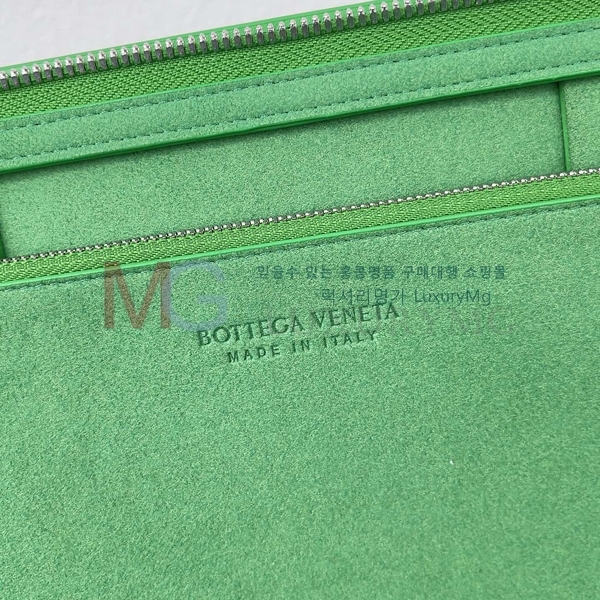 MG
믿을수 있는 홍콩명품 구매대행 쇼핑몰
럭셔리명가 LuxuryMg
BOTTEGA VENETA
MADE IN ITALY